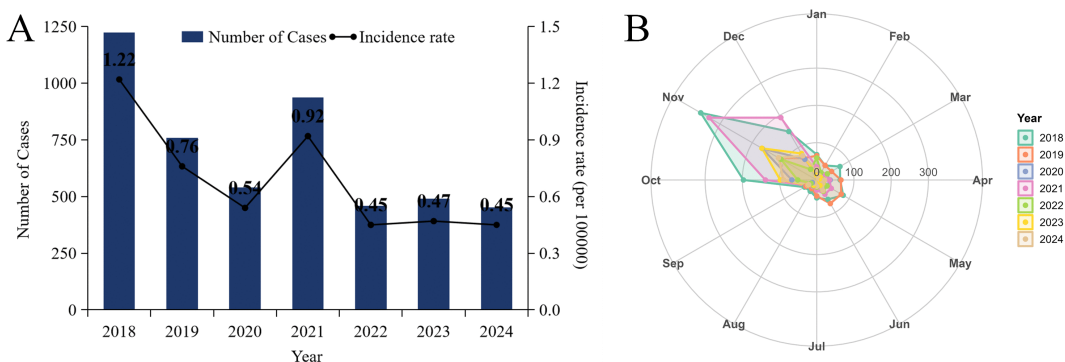 A
Number of Cases
Incidence rate
1250
1000
750
500
250
0
Number of Cases
1.22
0.76
0.54
0.92
0.45
0.47
0.45
1.5
1.2
0.9
0.6
0.3
0.0
Incidence rate (per 100000)
2018 2019 2020 2021 2022 2023 2024
Year
B
Jan
Feb
Mar
Apr
May
Jun
Jul
Aug
Sep
Oct
Nov
Dec
0 100 200 300
Year
2018
2019
2020
2021
2022
2023
2024